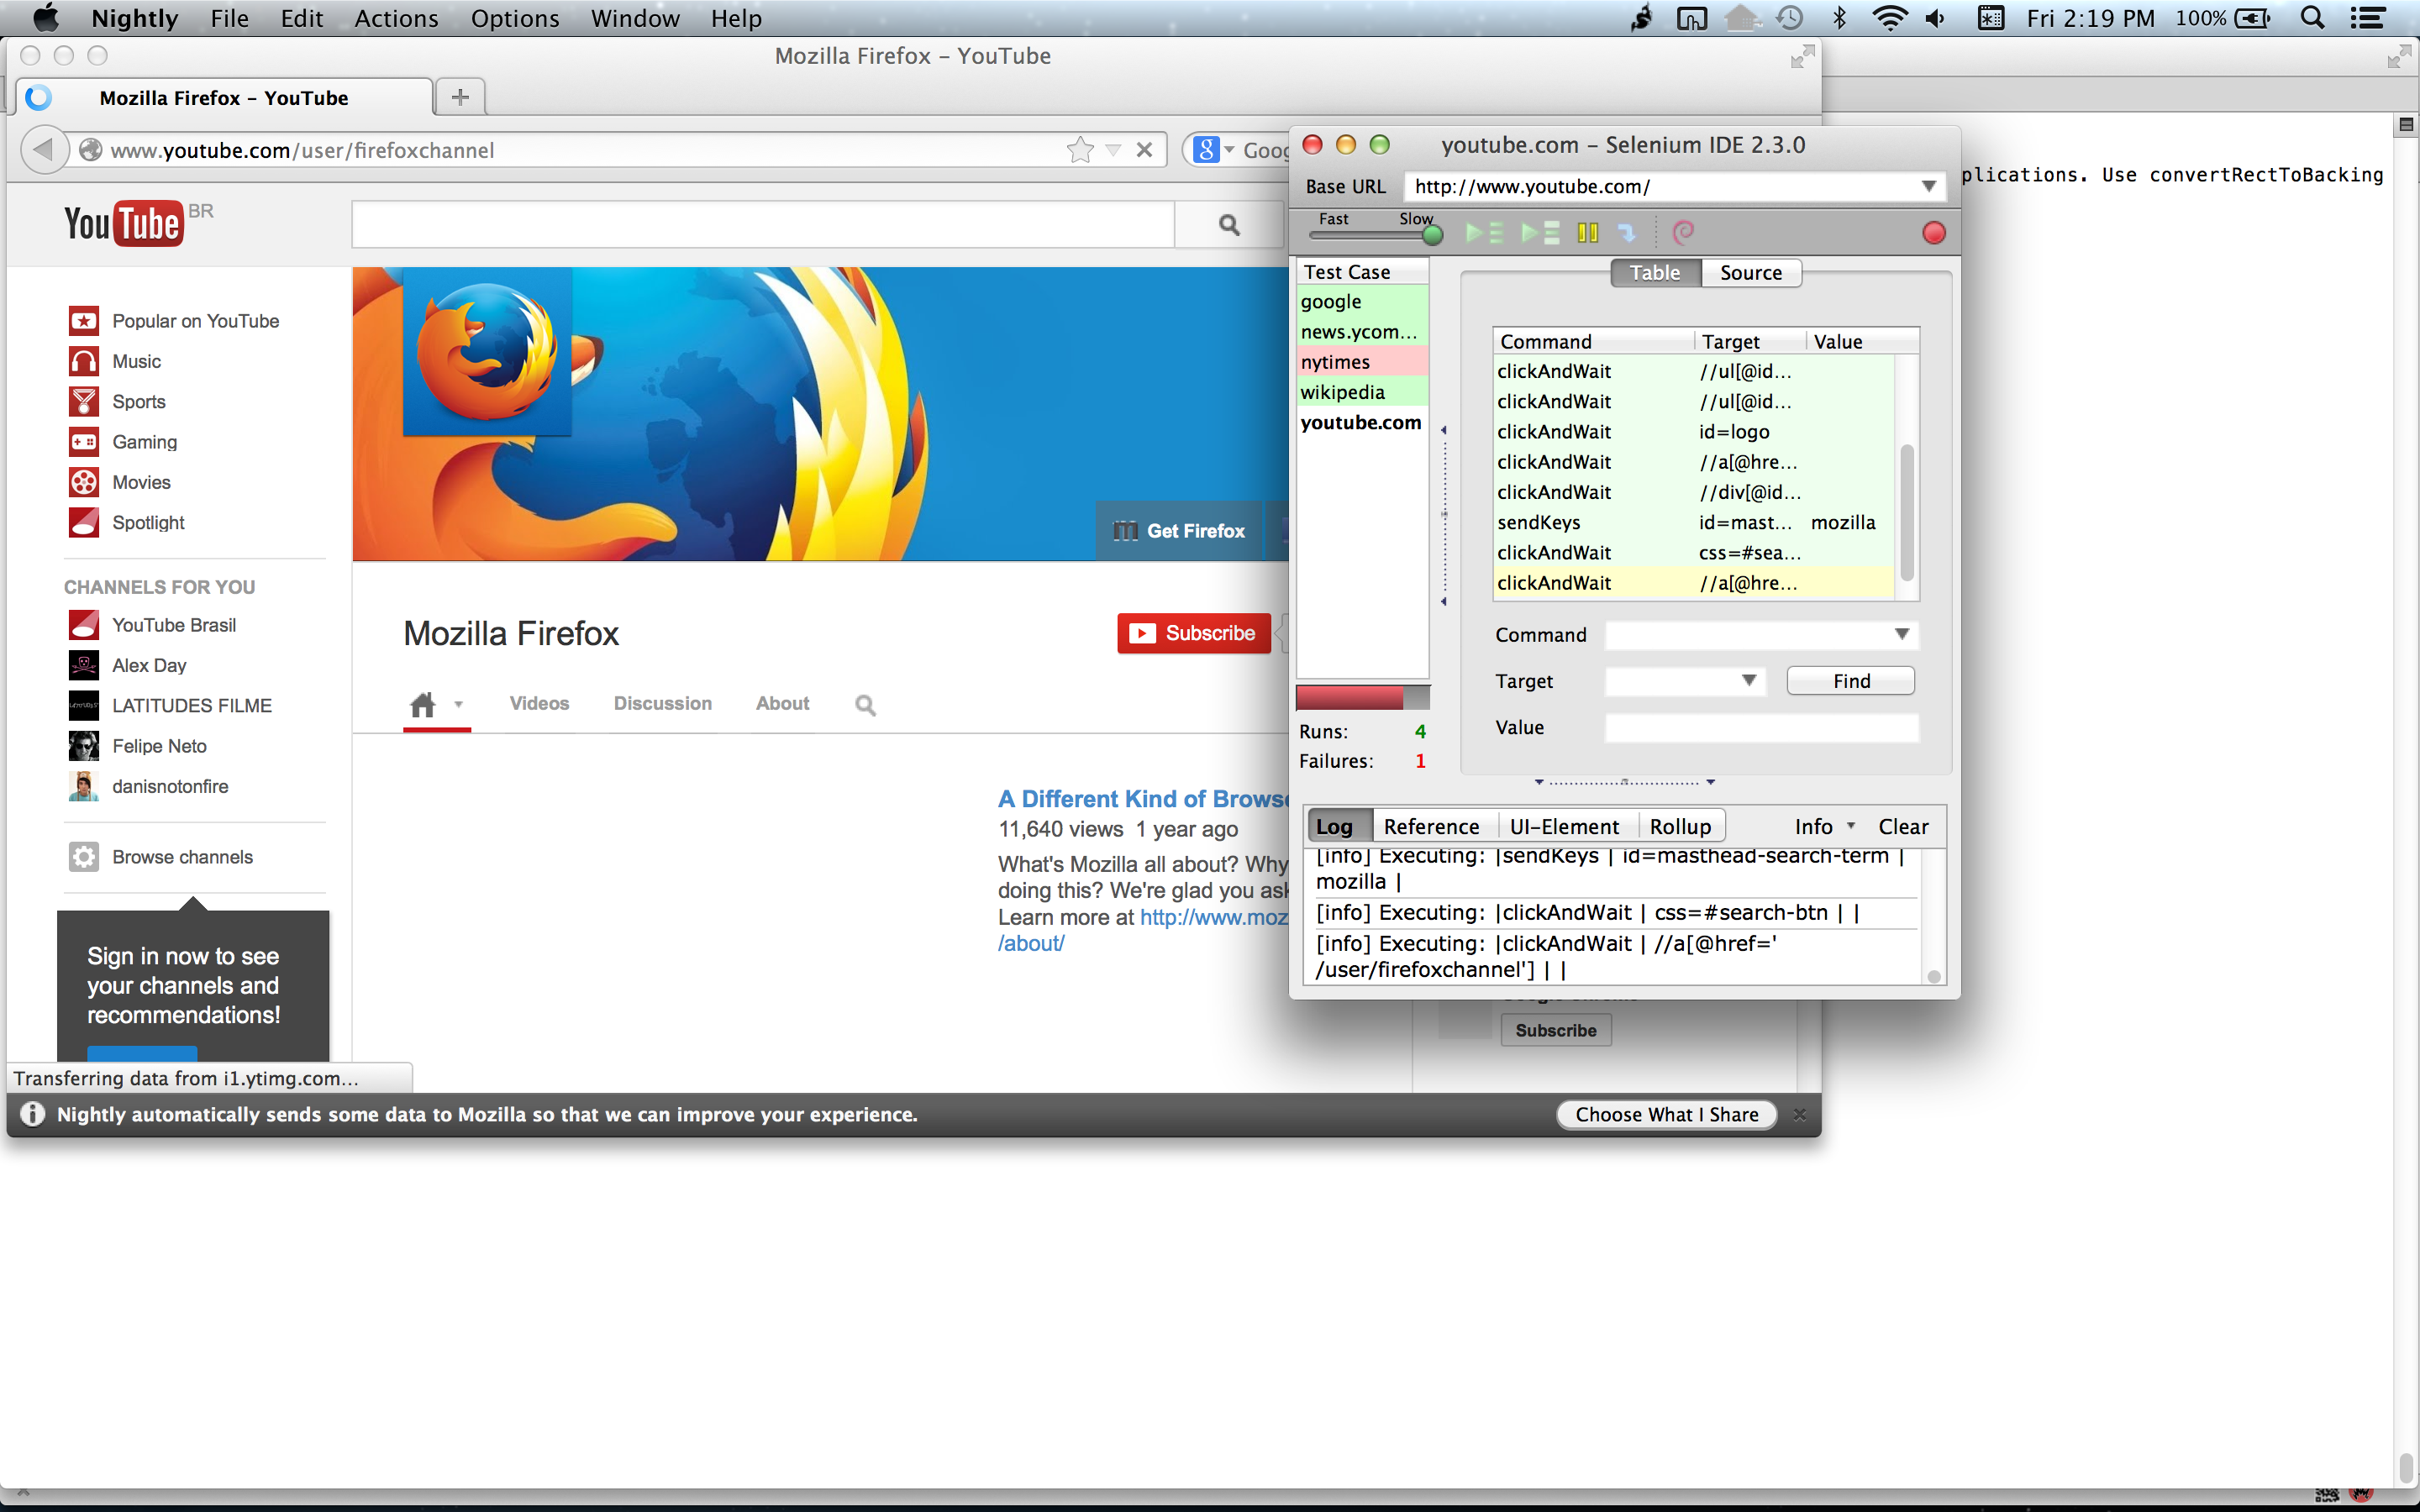 Nightly File Edit Actions Options Window Help
Fri 2:19 PM 100%
Mozilla Firefox – YouTube
Mozilla Firefox – YouTube
www.youtube.com/user/firefoxchannel
YouTube BR
Popular on YouTube
Music
Sports
Gaming
Movies
Spotlight
CHANNELS FOR YOU
YouTube Brasil
Alex Day
LATITUDES FILME
Felipe Neto
danisnotonfire
Browse channels
Sign in now to see
your channels and
recommendations!
Get Firefox
Mozilla Firefox
Subscribe
Videos Discussion About
A Different Kind of
11,640 views 1 year ago
What's Mozilla all about? Why
doing this? We're glad you
Learn more at http://www.moz
/about/
Subscribe
Transferring data from i1.ytimg.com...
Nightly automatically sends some data to Mozilla so that we can improve your experience.
Choose What I Share
youtube.com – Selenium IDE 2.3.0
Base URL http://www.youtube.com/
Fast Slow
Test Case
google
news.ycom...
nytimes
wikipedia
youtube.com
Runs: 4
Failures: 1
Table Source
Command Target Value
clickAndWait //ul[@id...
clickAndWait //ul[@id...
clickAndWait id=logo
clickAndWait //a[@hre...
clickAndWait //div[@id...
sendKeys id=mast... mozilla
clickAndWait css=#sea...
clickAndWait //a[@hre...
Command
Target Find
Value
Log Reference UI-Element Rollup Info Clear
[info] Executing: |sendKeys | id=masthead-search-term |
mozilla |
[info] Executing: |clickAndWait | css=#search-btn | |
[info] Executing: |clickAndWait | //a[@href='
/user/firefoxchannel'] | |
plications. Use convertRectToBacking